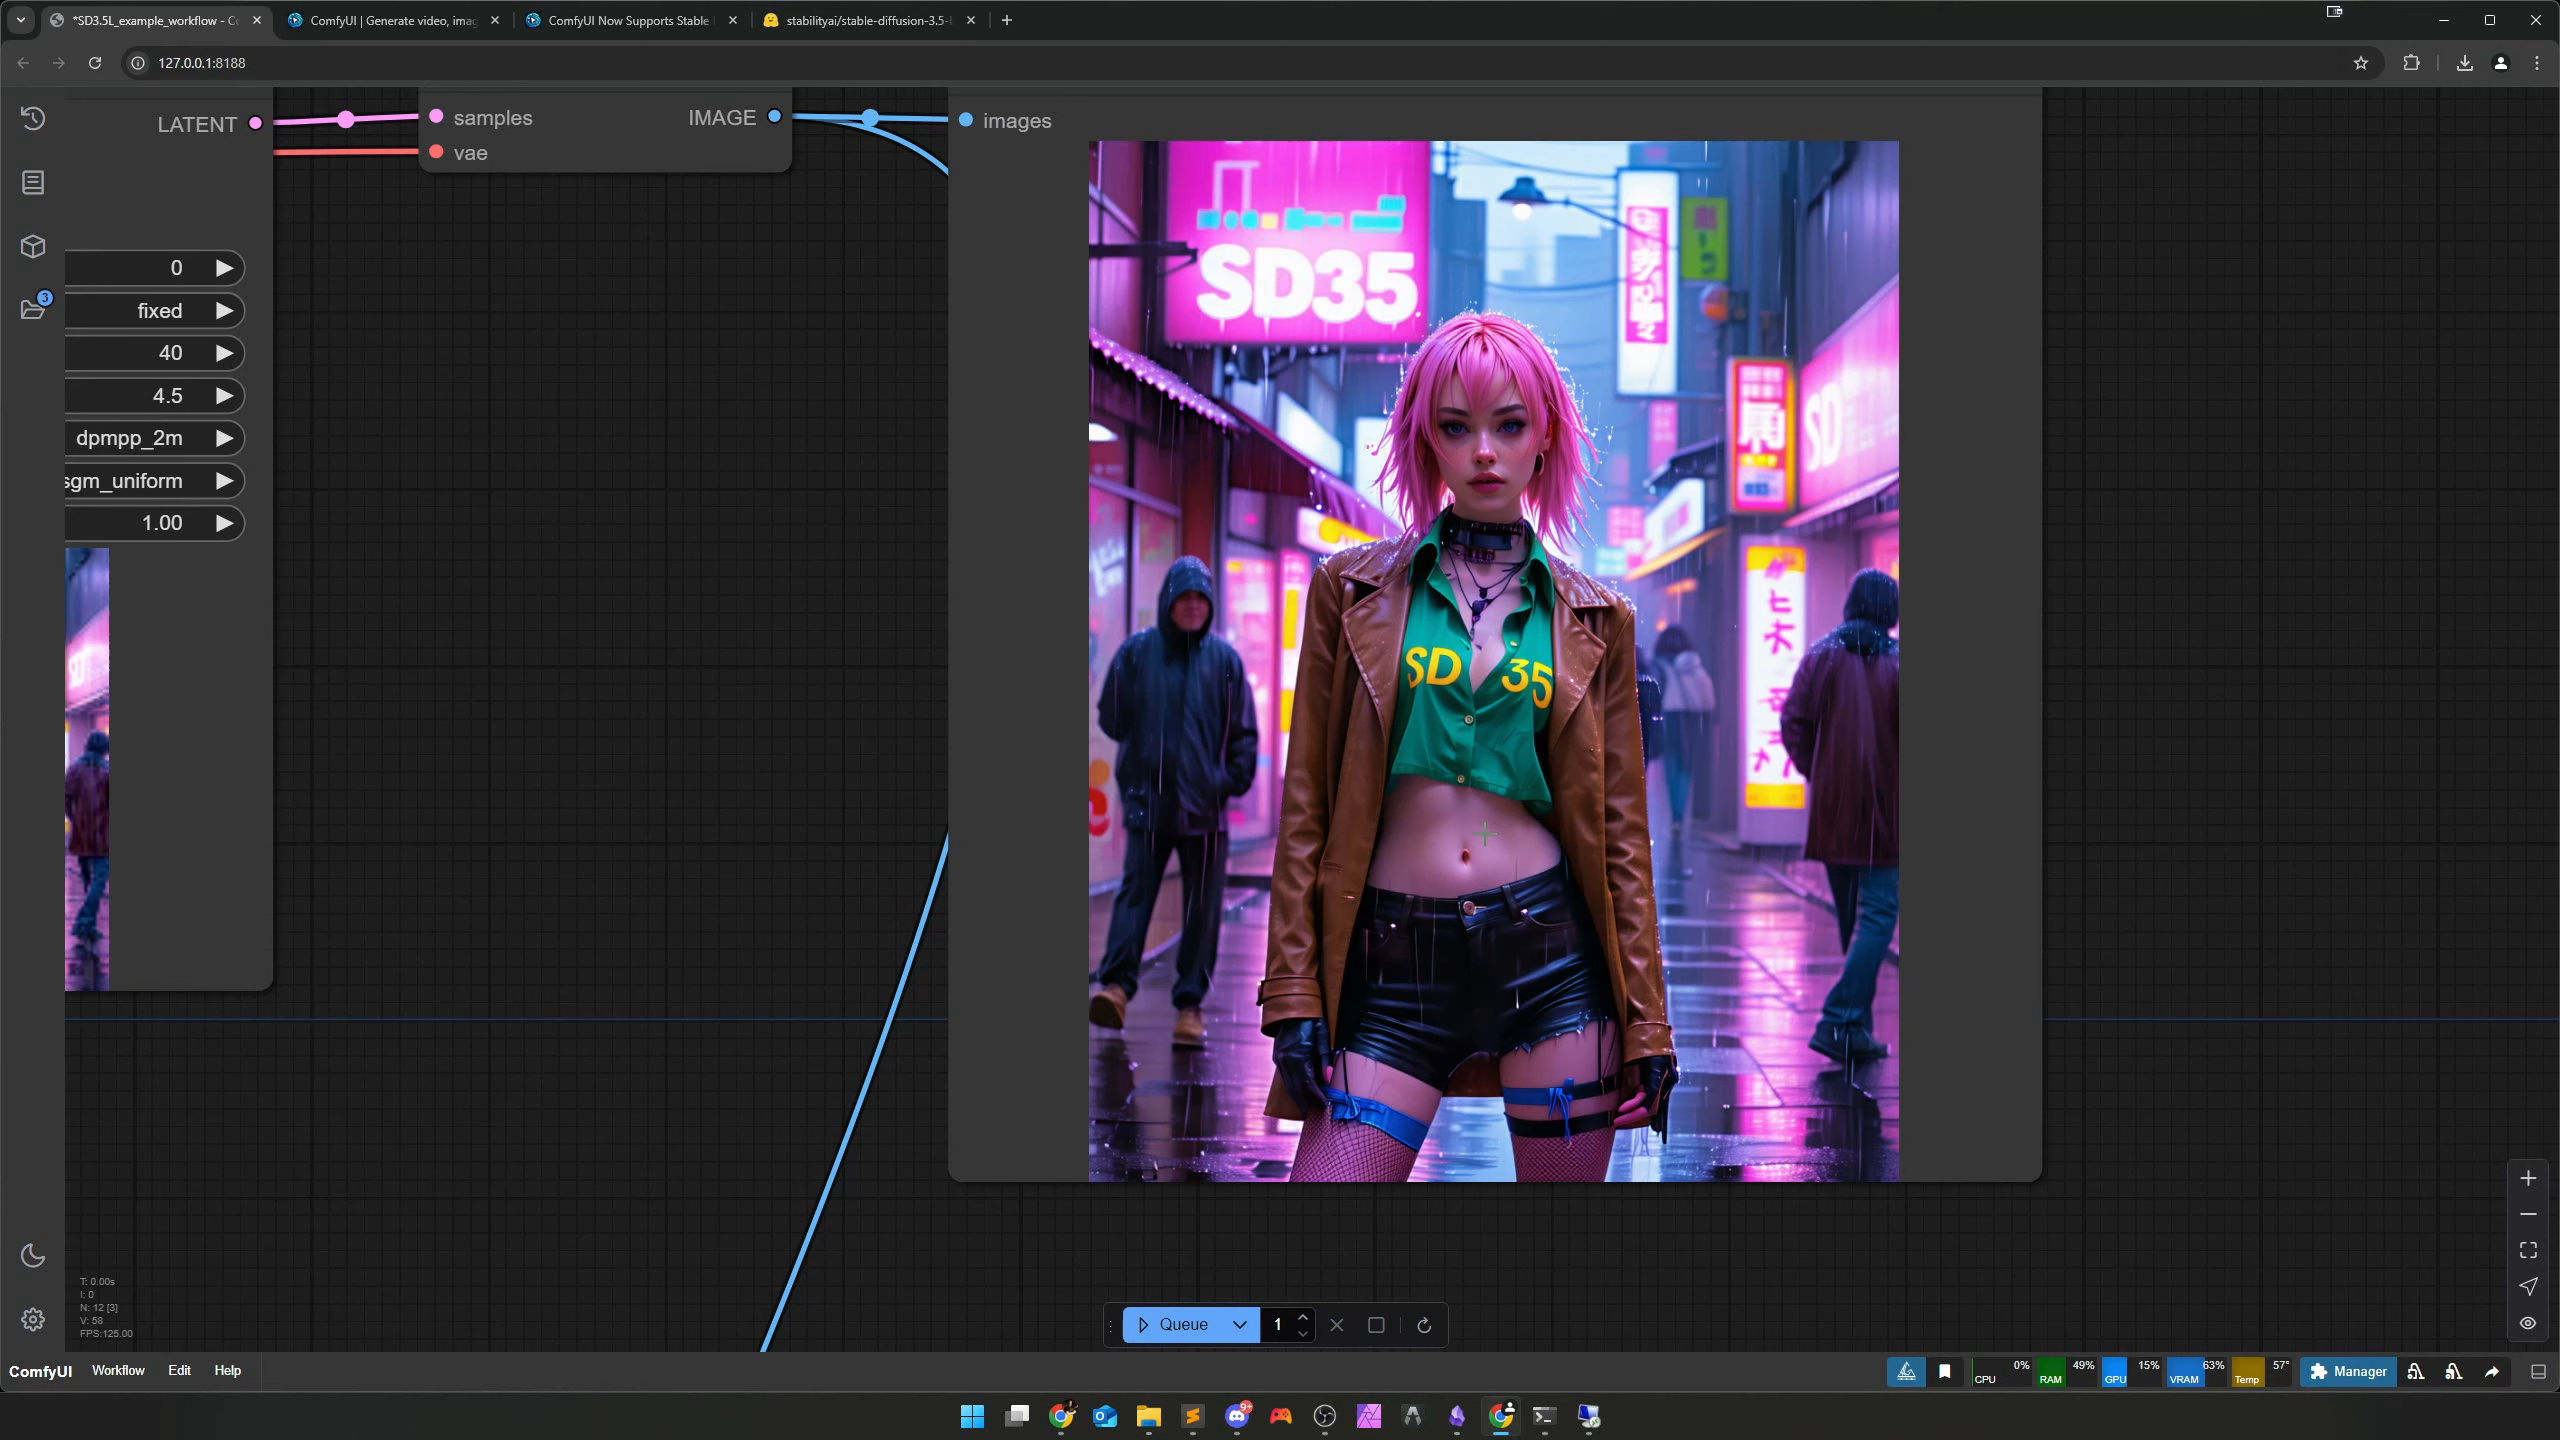 *SD3.5L_example_workflow - C
ComfyUI | Generate video, imag
ComfyUI Now Supports Stable
stabilityai/stable-diffusion-3.5-l
127.0.0.1:8188
LATENT
samples
IMAGE
vae
images
0
fixed
40
4.5
dpmpp_2m
sgm_uniform
1.00
3
SD35
SD
SD 35
T: 0.00s
I: 0
N: 12 [3]
V: 58
FPS:125.00
Queue
1
ComfyUI
Workflow
Edit
Help
CPU 0%
RAM 49%
GPU 15%
VRAM 63%
Temp 57°
Manager
9+